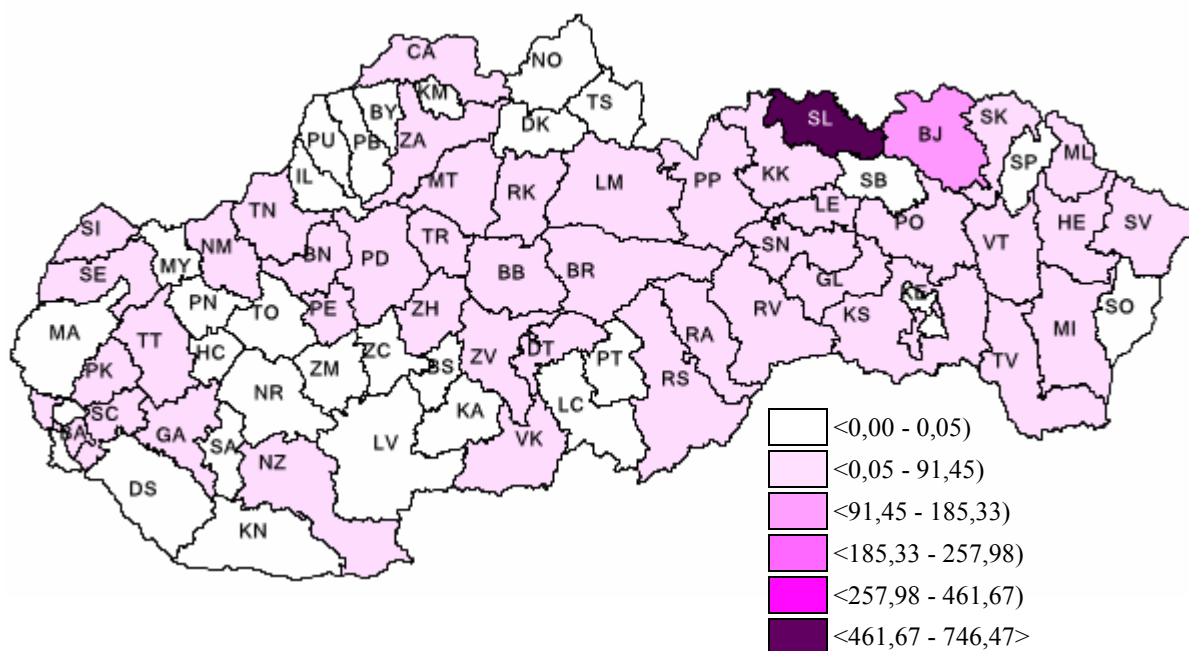 CA
NO
KM
TS
BY
PU
PB
ZA
DK
IL
MT
RK
LM
PP
KK
SL
BJ
SK
SP
ML
SB
LE
PO
VT
HE
SV
SI
TN
NM
BN
PD
TR
BB
BR
SN
GL
SE
MY
PN
TO
PE
ZH
RV
KS
KE
MI
SO
MA
TT
HC
ZM
ZC
BS
ZV
DT
PT
RA
RS
TV
PK
SC
BA
NR
KA
LC
GA
SA
NZ
LV
VK
DS
KN
<0,00 - 0,05)
<0,05 - 91,45)
<91,45 - 185,33)
<185,33 - 257,98)
<257,98 - 461,67)
<461,67 - 746,47>